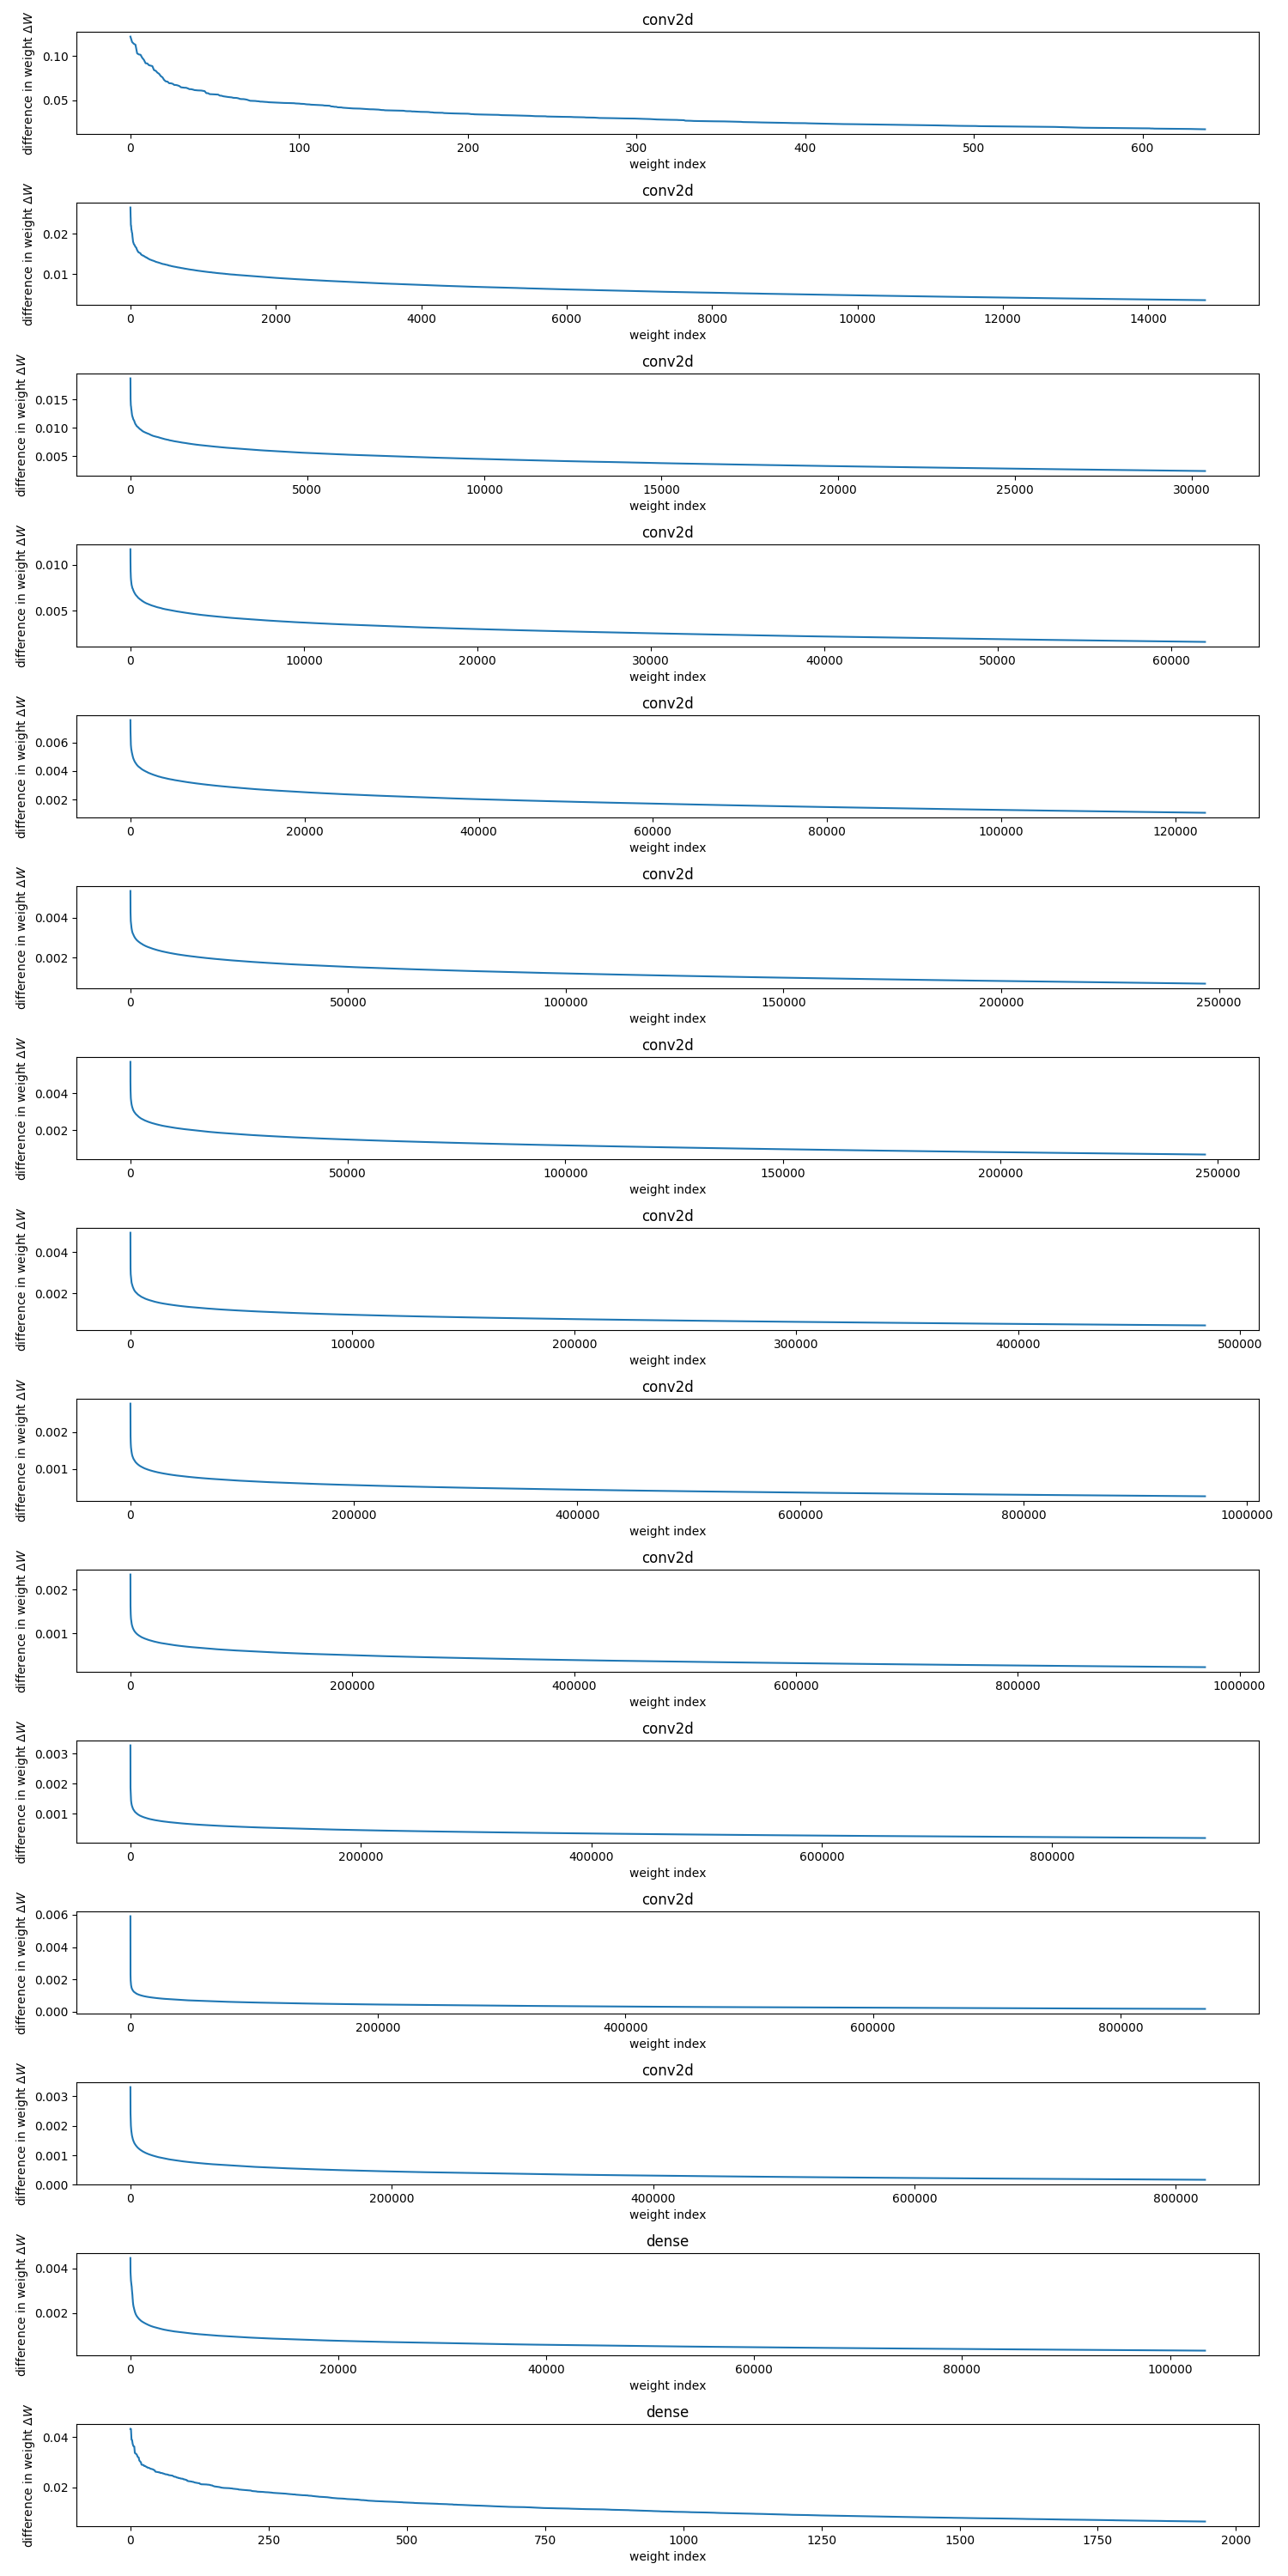 conv2d
difference in weight ΔW
0.10
0.05
0 100 200 300 400 500 600
weight index
conv2d
difference in weight ΔW
0.02
0.01
0 2000 4000 6000 8000 10000 12000 14000
weight index
conv2d
difference in weight ΔW
0.015
0.010
0.005
0 5000 10000 15000 20000 25000 30000
weight index
conv2d
difference in weight ΔW
0.010
0.005
0 10000 20000 30000 40000 50000 60000
weight index
conv2d
difference in weight ΔW
0.006
0.004
0.002
0 20000 40000 60000 80000 100000 120000
weight index
conv2d
difference in weight ΔW
0.004
0.002
0 50000 100000 150000 200000 250000
weight index
conv2d
difference in weight ΔW
0.004
0.002
0 50000 100000 150000 200000 250000
weight index
conv2d
difference in weight ΔW
0.004
0.002
0 100000 200000 300000 400000 500000
weight index
conv2d
difference in weight ΔW
0.002
0.001
0 200000 400000 600000 800000 1000000
weight index
conv2d
difference in weight ΔW
0.002
0.001
0 200000 400000 600000 800000 1000000
weight index
conv2d
difference in weight ΔW
0.003
0.002
0.001
0 200000 400000 600000 800000
weight index
conv2d
difference in weight ΔW
0.006
0.004
0.002
0.000
0 200000 400000 600000 800000
weight index
conv2d
difference in weight ΔW
0.003
0.002
0.001
0.000
0 200000 400000 600000 800000
weight index
dense
difference in weight ΔW
0.004
0.002
0 20000 40000 60000 80000 100000
weight index
dense
difference in weight ΔW
0.04
0.02
0 250 500 750 1000 1250 1500 1750 2000
weight index